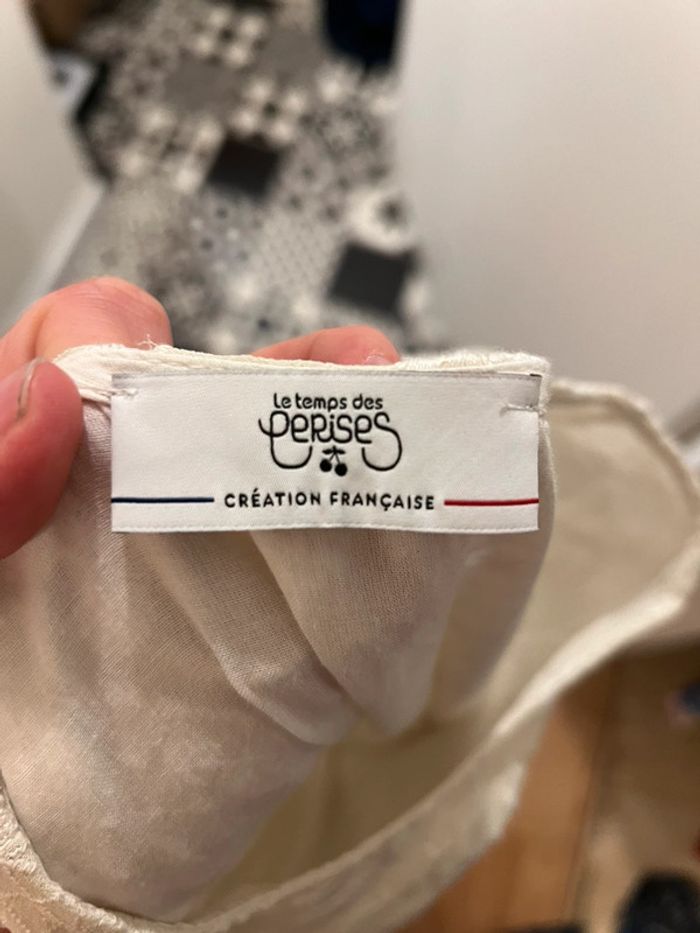 Le temps des
CERISES
CRÉATION FRANÇAISE